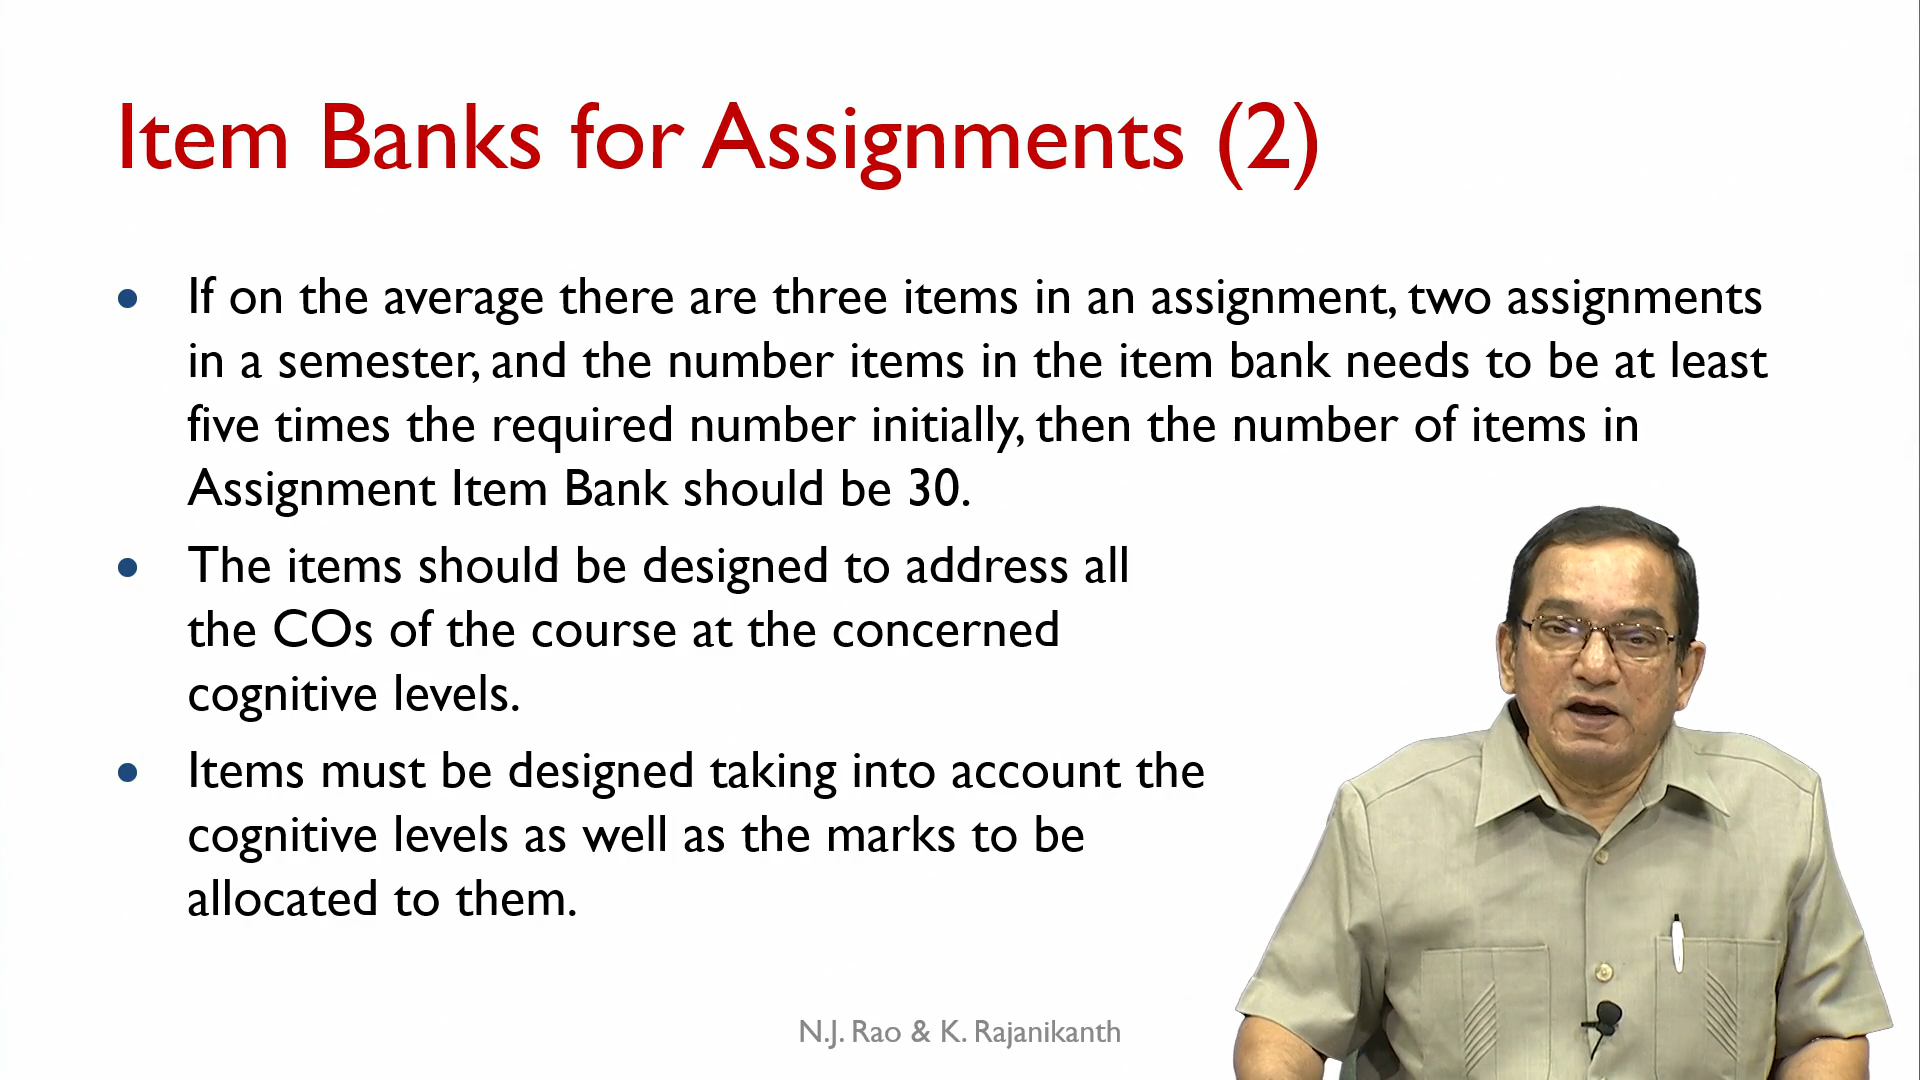 Item Banks for Assignments (2)
• If on the average there are three items in an assignment, two assignments
in a semester, and the number items in the item bank needs to be at least
five times the required number initially, then the number of items in
Assignment Item Bank should be 30.
• The items should be designed to address all
the COs of the course at the concerned
cognitive levels.
• Items must be designed taking into account the
cognitive levels as well as the marks to be
allocated to them.
N.J. Rao & K. Rajanikanth